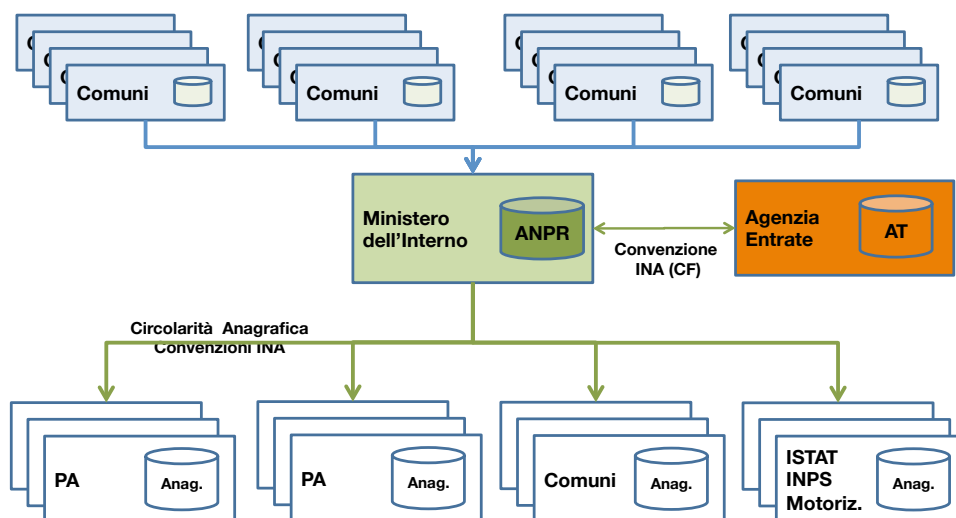 C
C
C
Comuni
C
C
C
Comuni
C
C
C
Comuni
C
C
C
Comuni
Ministero
dell'Interno
ANPR
Agenzia
Entrate
AT
Convenzione
INA (CF)
Circolarità Anagrafica
Convenzioni INA
PA
Anag.
PA
Anag.
Comuni
Anag.
ISTAT
INPS
Motoriz.
Anag.